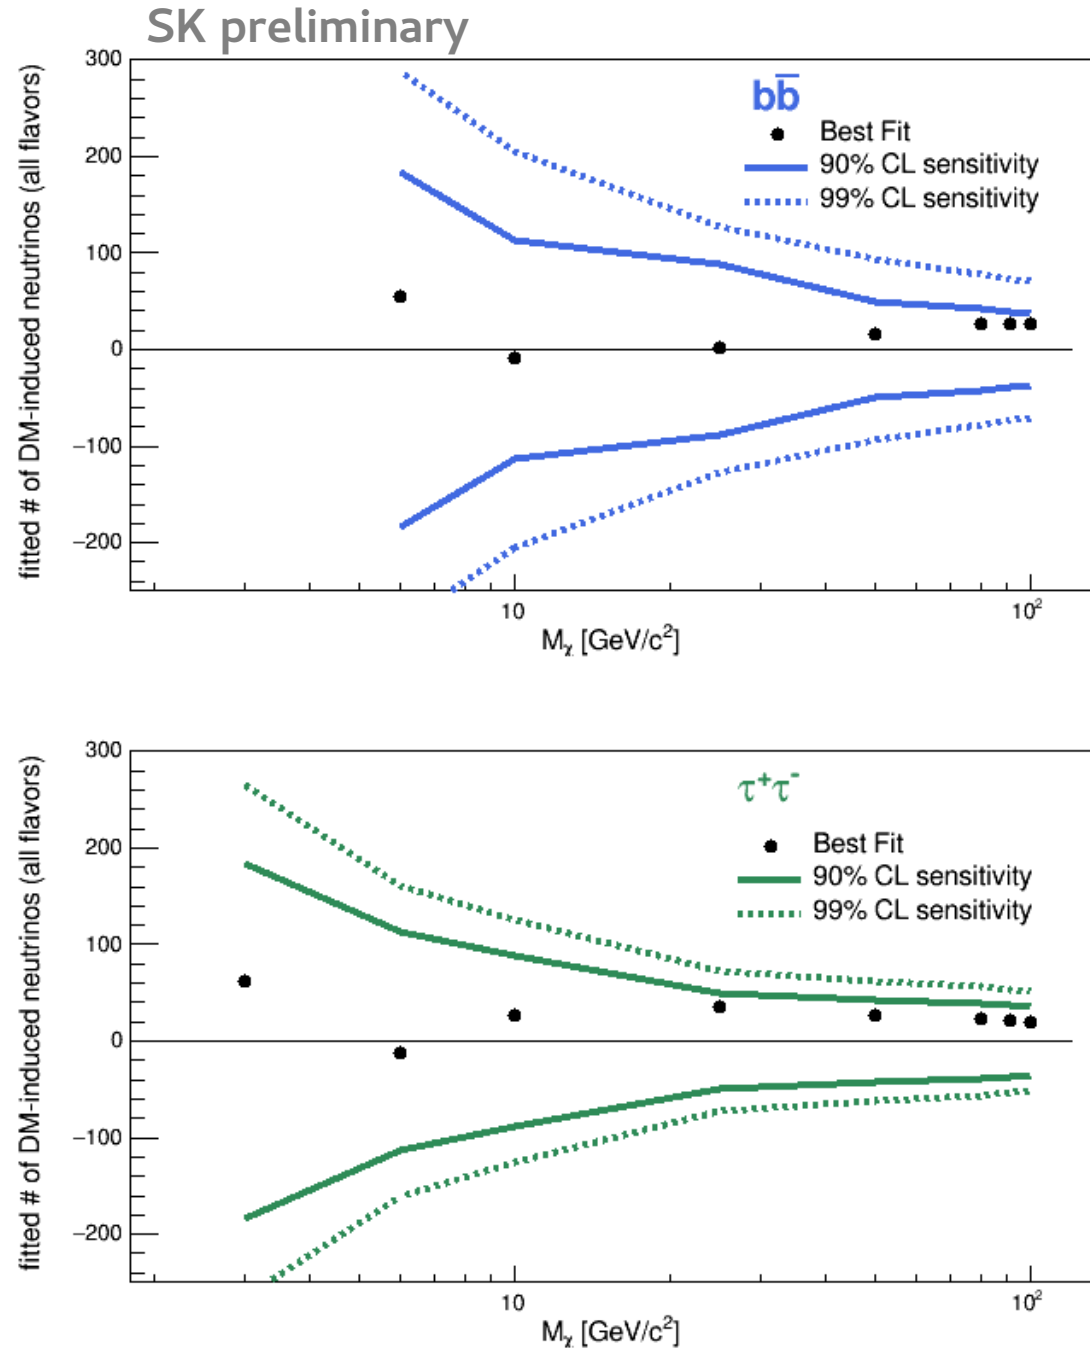 SK preliminary
300
200
100
0
−100
−200
fitted # of DM-induced neutrinos (all flavors)
bb̅
Best Fit
90% CL sensitivity
99% CL sensitivity
10
10²
Mχ [GeV/c²]
300
200
100
0
−100
−200
fitted # of DM-induced neutrinos (all flavors)
τ⁺τ⁻
Best Fit
90% CL sensitivity
99% CL sensitivity
10
10²
Mχ [GeV/c²]